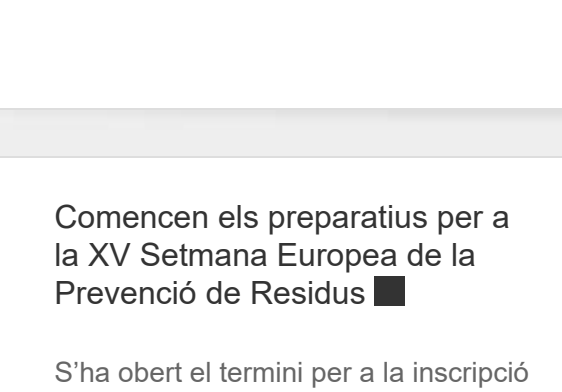 Comencen els preparatius per a
la XV Setmana Europea de la
Prevenció de Residus
S’ha obert el termini per a la inscripció